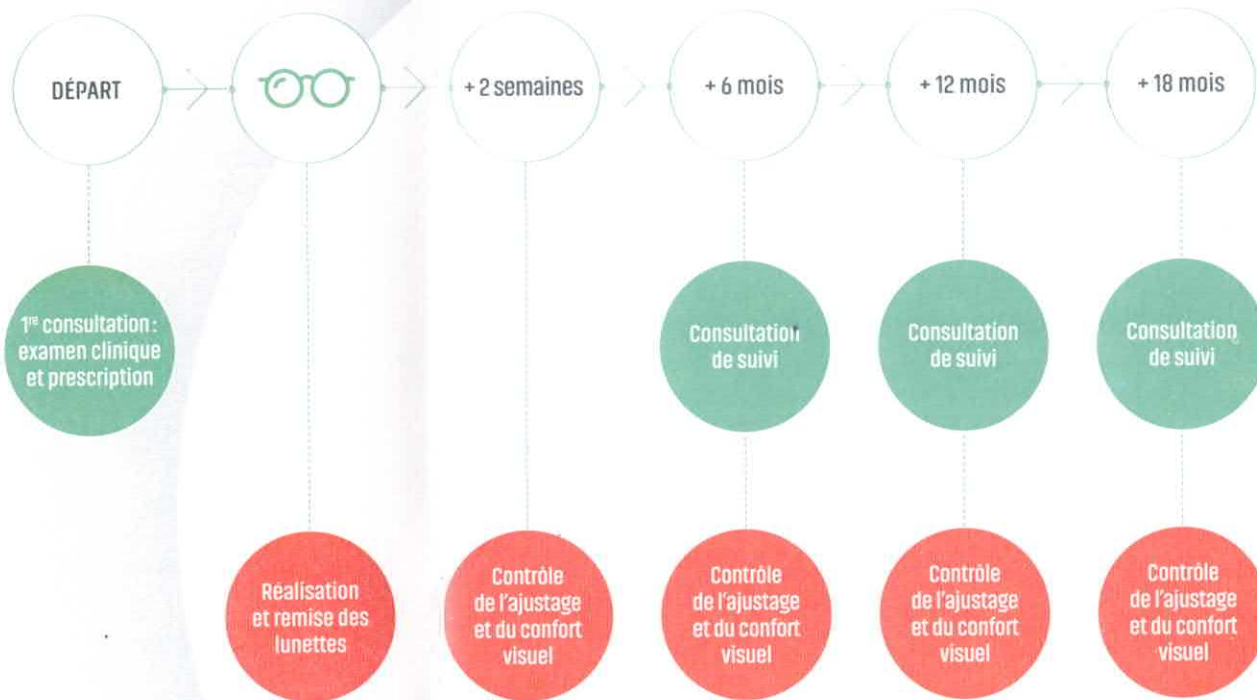 DÉPART
+ 2 semaines
+ 6 mois
+ 12 mois
+ 18 mois
1re consultation :
examen clinique
et prescription
Consultation
de suivi
Consultation
de suivi
Consultation
de suivi
Réalisation
et remise des
lunettes
Contrôle
de l'ajustage
et du confort
visuel
Contrôle
de l'ajustage
et du confort
visuel
Contrôle
de l'ajustage
et du confort
visuel
Contrôle
de l'ajustage
et du confort
visuel